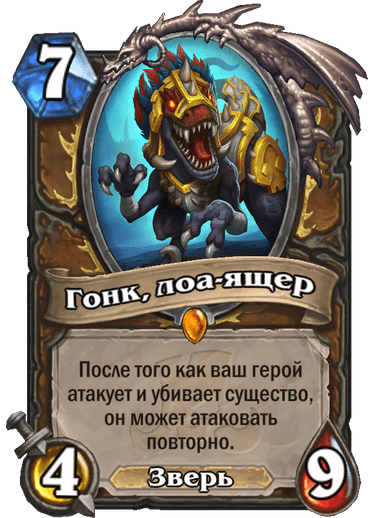 7
Гонк, лоа-ящер
После того как ваш герой
атакует и убивает существо,
он может атаковать
повторно.
4
Зверь
9